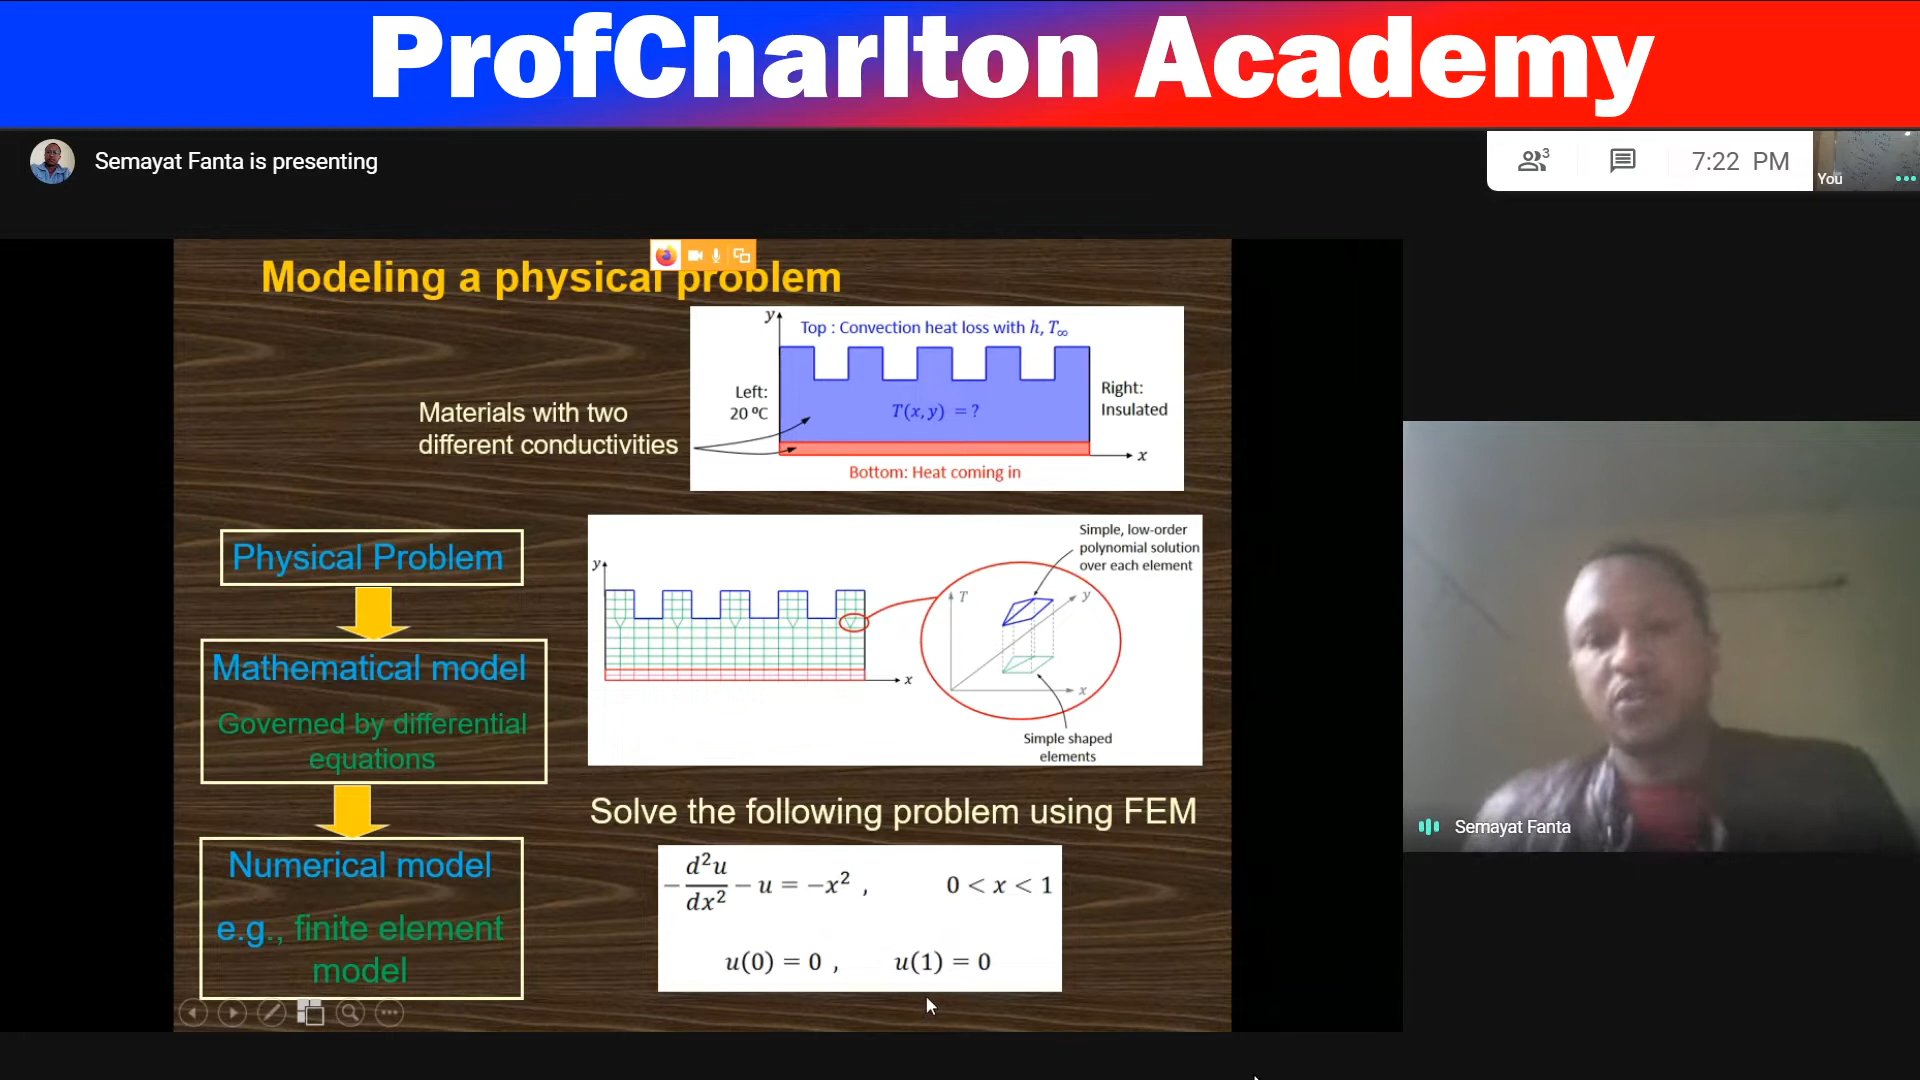 ProfCharlton Academy
Semayat Fanta is presenting
3
7:22 PM
You
Modeling a physical problem
y
Top : Convection heat loss with h, T∞
Left:
20 ºC
T(x, y) = ?
Right:
Insulated
x
Bottom: Heat coming in
Materials with two
different conductivities
Physical Problem
Mathematical model
Governed by differential
equations
Numerical model
e.g., finite element
model
Simple, low-order
polynomial solution
over each element
y
x
T
y
x
Simple shaped
elements
Solve the following problem using FEM
− d²u/dx² − u = −x² , 0 < x < 1
u(0) = 0 , u(1) = 0
Semayat Fanta